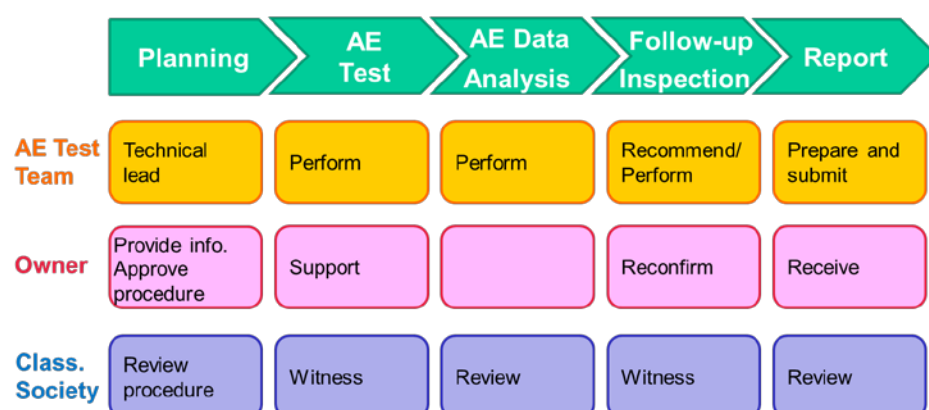 Planning
AE
Test
AE Data
Analysis
Follow-up
Inspection
Report
AE Test
Team
Technical
lead
Perform
Perform
Recommend/
Perform
Prepare and
submit
Owner
Provide info.
Approve
procedure
Support
Reconfirm
Receive
Class.
Society
Review
procedure
Witness
Review
Witness
Review